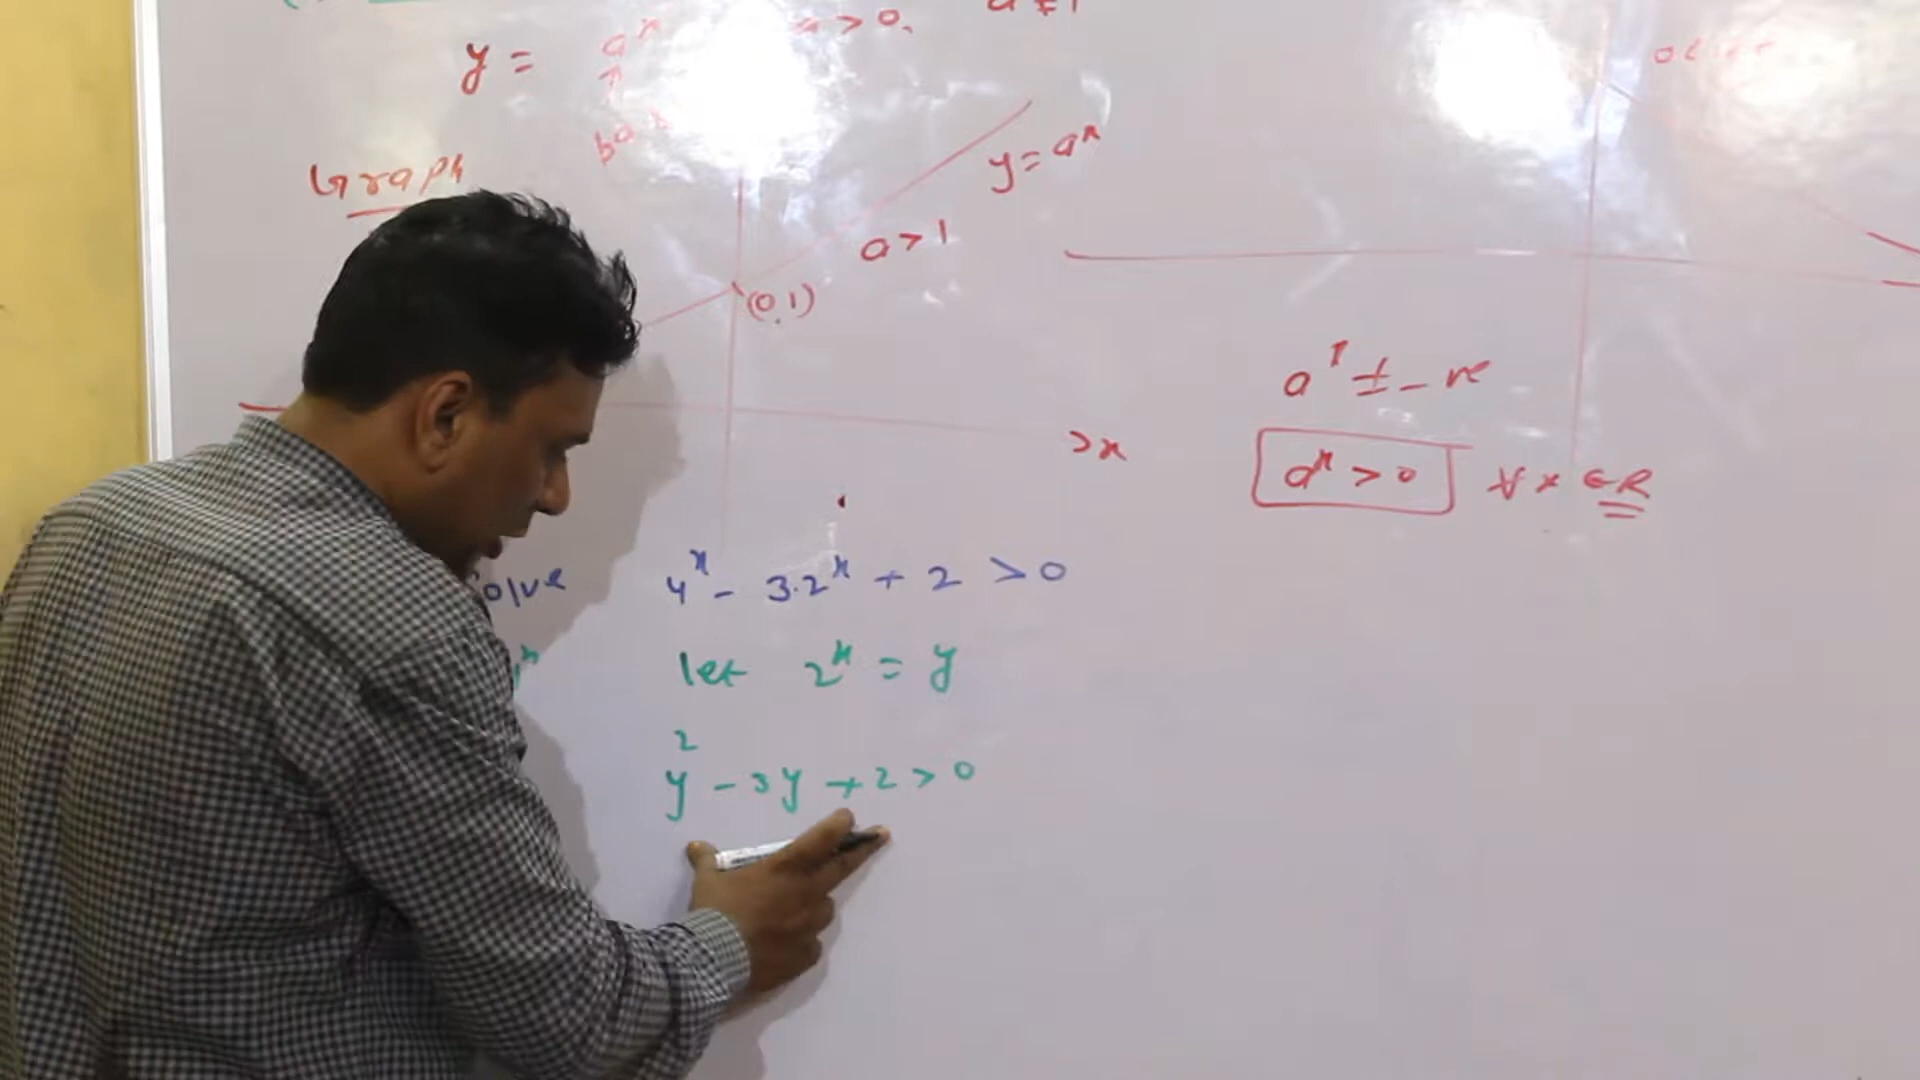 y = aˣ > 0,
Graph
y = aˣ
a > 1
(0,1)
>x
aˣ ≠ -ve
aˣ > 0 ∀ x ∈ R
4ˣ - 3.2ˣ + 2 > 0
let 2ˣ = y
y² - 3y + 2 > 0